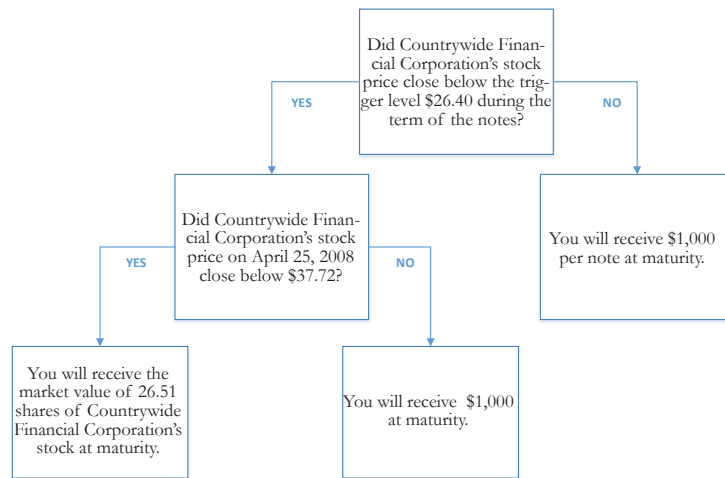 Did Countrywide Finan-
cial Corporation's stock
price close below the trig-
ger level $26.40 during the
term of the notes?
YES
NO
Did Countrywide Finan-
cial Corporation's stock
price on April 25, 2008
close below $37.72?
You will receive $1,000
per note at maturity.
YES
NO
You will receive the
market value of 26.51
shares of Countrywide
Financial Corporation's
stock at maturity.
You will receive $1,000
at maturity.